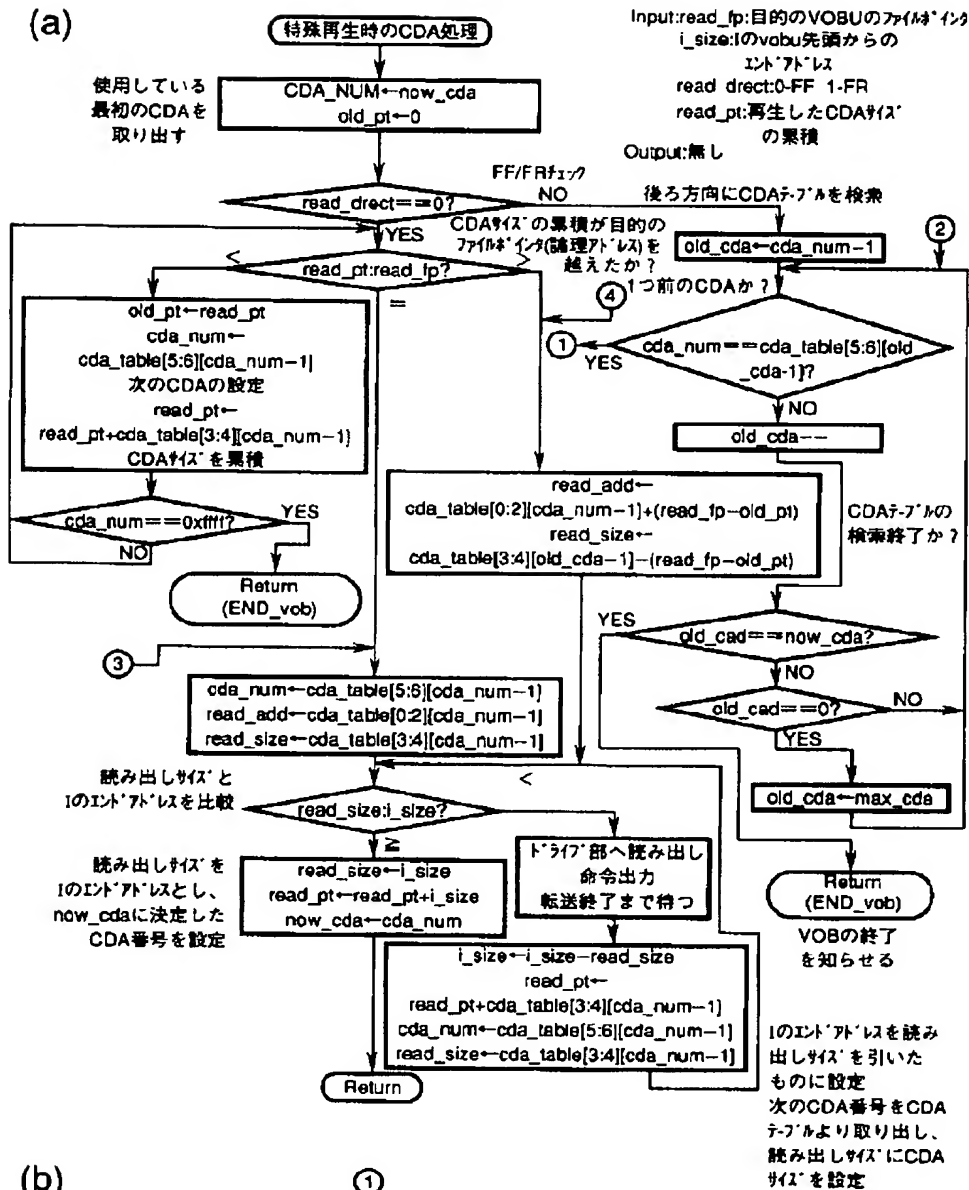 (a)
特殊再生時のCDA処理
Input:read_fp:目的のVOBUのファイルポインタ
i_size:Iのvobu先頭からの
エンドアドレス
read drect:0-FF 1-FR
read_pt:再生したCDAサイズ
の累積
Output:無し
使用している
最初のCDAを
取り出す
CDA_NUM←now_cda
old_pt←0
FF/FRチェック
read_drect==0?
NO
YES
後ろ方向にCDAテーブルを検索
old_cda←cda_num-1
②
CDAサイズの累積が目的の
ファイルポインタ(論理アドレス)を
越えたか?
read_pt:read_fp?
<
>
=
④
1つ前のCDAか?
①
YES
cda_num==cda_table[5:6][old
_cda-1]?
NO
old_cda--
old_pt←read_pt
cda_num←
cda_table[5:6][cda_num-1]
次のCDAの設定
read_pt←
read_pt+cda_table[3:4][cda_num-1]
CDAサイズを累積
cda_num==0xffff?
YES
NO
Return
(END_vob)
read_add←
cda_table[0:2][cda_num-1]+(read_fp-old_pt)
read_size←
cda_table[3:4][old_cda-1]-(read_fp-old_pt)
CDAテーブルの
検索終了か?
YES
old_cad==now_cda?
NO
old_cad==0?
NO
YES
old_cda←max_cda
Return
(END_vob)
VOBの終了
を知らせる
③
cda_num←cda_table[5:6][cda_num-1]
read_add←cda_table[0:2][cda_num-1]
read_size←cda_table[3:4][cda_num-1]
読み出しサイズと
Iのエンドアドレスを比較
read_size:i_size?
<
≧
読み出しサイズを
Iのエンドアドレスとし、
now_cdaに決定した
CDA番号を設定
read_size←i_size
read_pt←read_pt+i_size
now_cda←cda_num
ドライブ部へ読み出し
命令出力
転送終了まで待つ
i_size←i_size-read_size
read_pt←
read_pt+cda_table[3:4][cda_num-1]
cda_num←cda_table[5:6][cda_num-1]
read_size←cda_table[3:4][cda_num-1]
Return
Iのエンドアドレスを読み
出しサイズを引いた
ものに設定
次のCDA番号をCDA
テーブルより取り出し、
読み出しサイズにCDA
サイズを設定
(b)
①